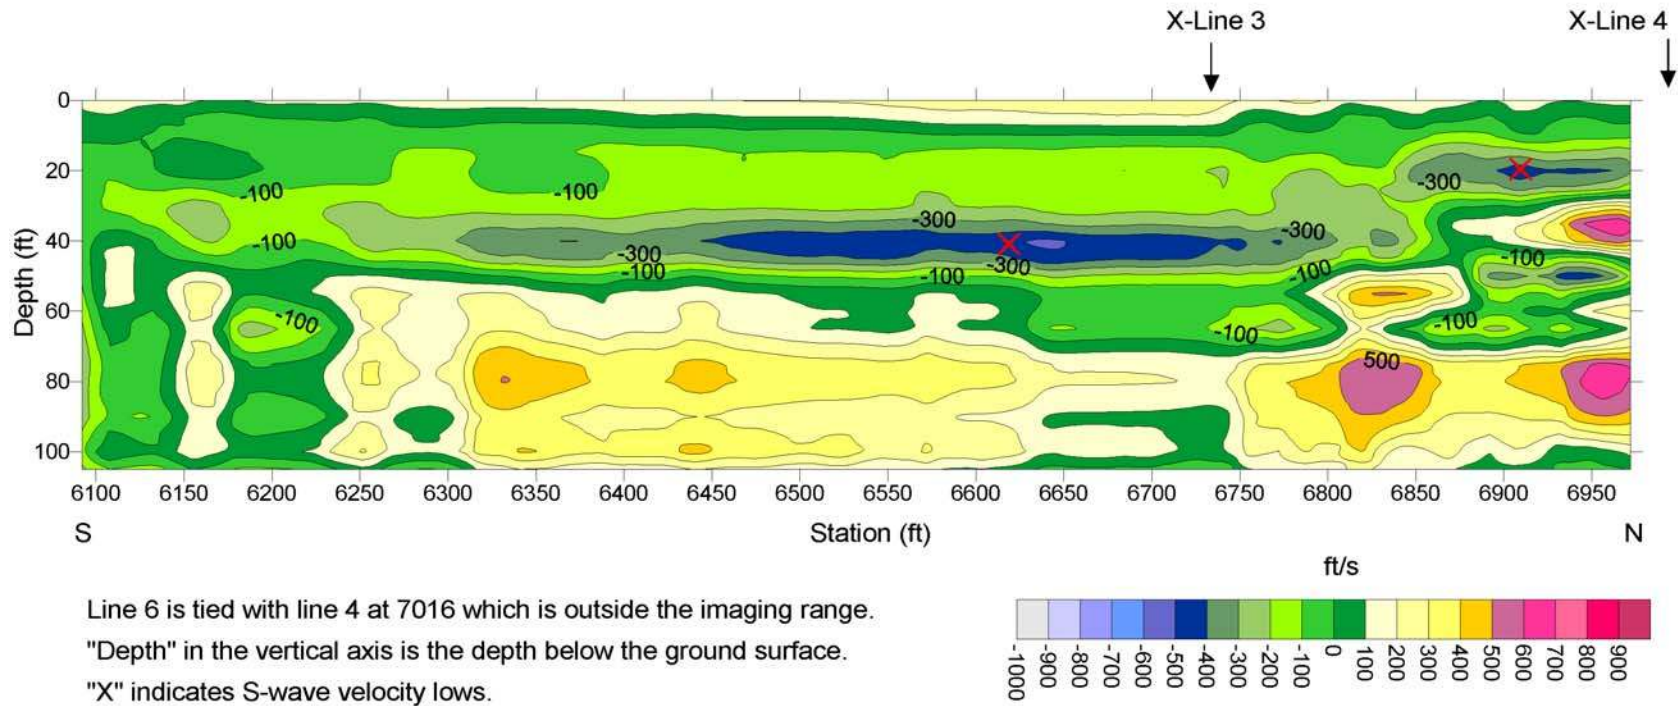 X-Line 3 X-Line 4
0
20
40
60
80
100
Depth (ft)
-100
-100
-100
-100
-300
-300
-100
-300
-100
-300
-300
-100
-100
-300
-100
-100
500
6100 6150 6200 6250 6300 6350 6400 6450 6500 6550 6600 6650 6700 6750 6800 6850 6900 6950
S Station (ft) N
ft/s
-1000 -900 -800 -700 -600 -500 -400 -300 -200 -100 0 100 200 300 400 500 600 700 800 900
Line 6 is tied with line 4 at 7016 which is outside the imaging range.
"Depth" in the vertical axis is the depth below the ground surface.
"X" indicates S-wave velocity lows.